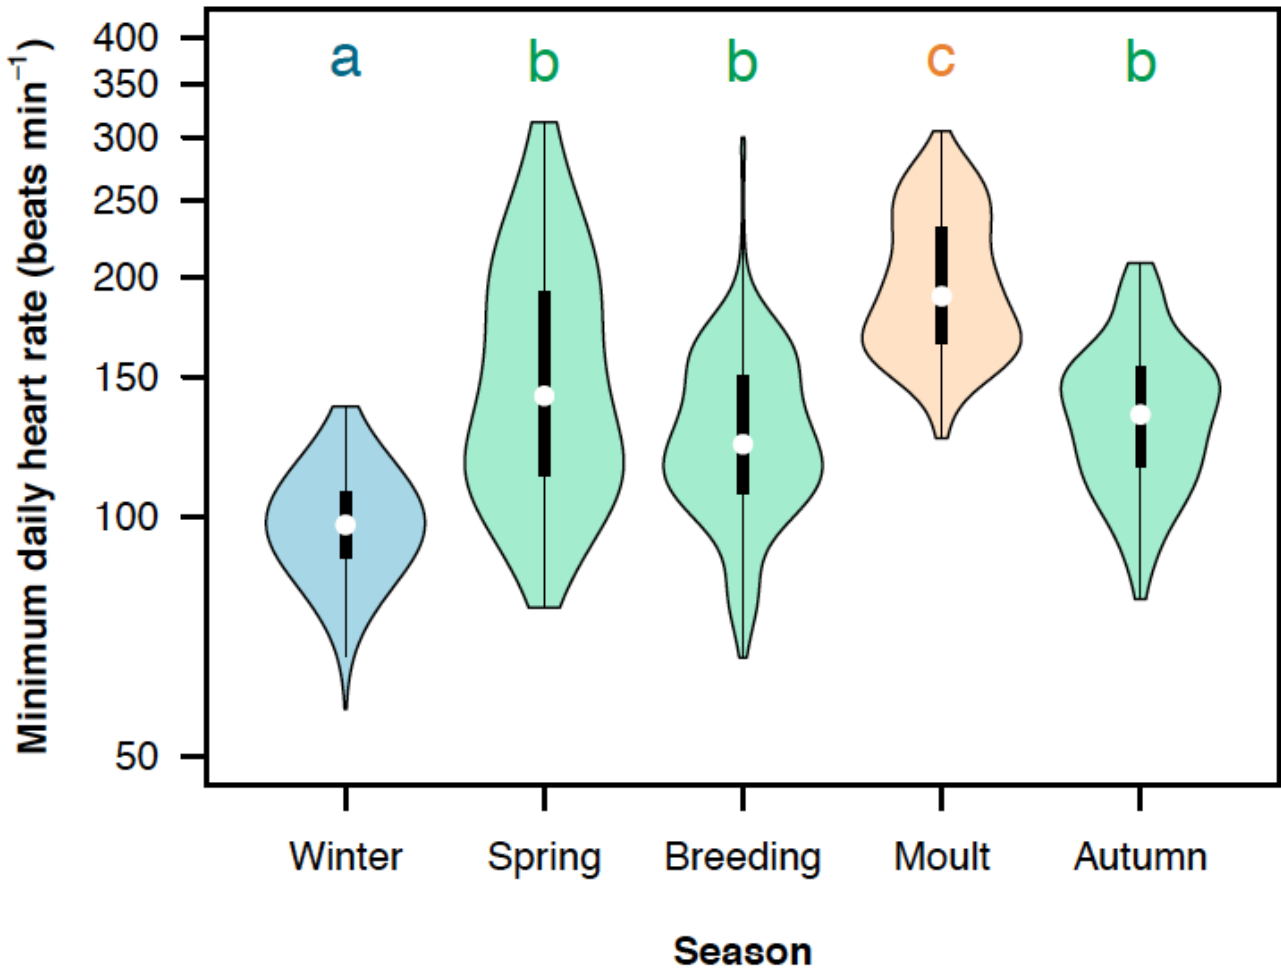 Minimum daily heart rate (beats min⁻¹)
400
350
300
250
200
150
100
50
a b b c b
Winter Spring Breeding Moult Autumn
Season